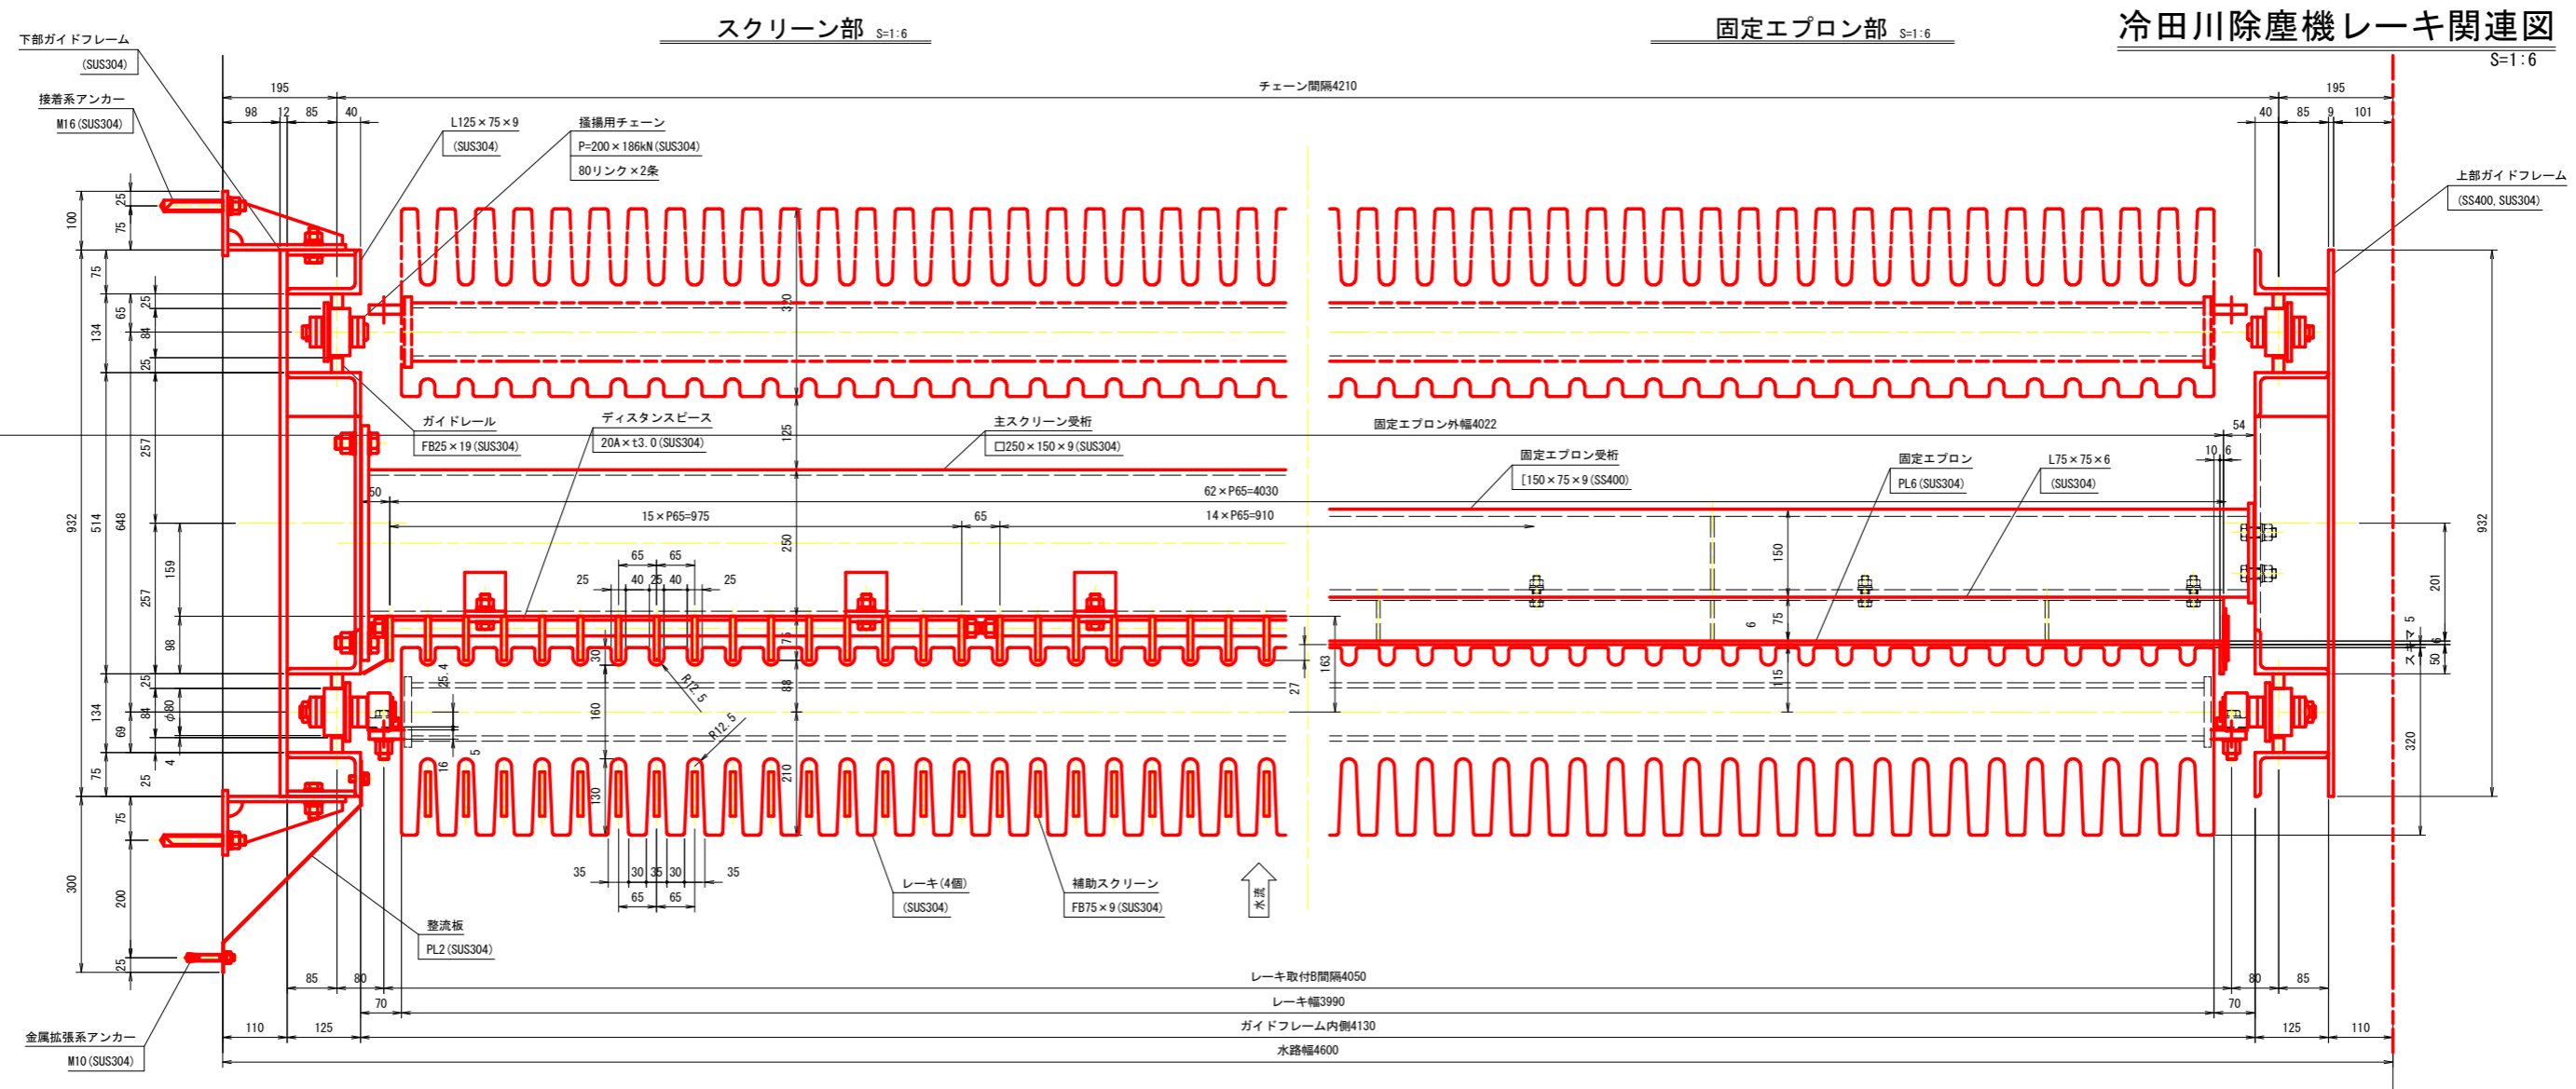 スクリーン部 S=1:6
固定エプロン部 S=1:6
冷田川除塵機レーキ関連図
S=1:6
下部ガイドフレーム
(SUS304)
接着系アンカー
M16(SUS304)
195
チェーン間隔4210
195
98 12 85 40
40 85 9 101
L125×75×9
(SUS304)
掻揚用チェーン
P=200×186kN(SUS304)
80リンク×2条
上部ガイドフレーム
(SS400,SUS304)
100
25
75
75
134
65
25
84
25
320
ガイドレール
FB25×19(SUS304)
ディスタンスピース
20A×t3.0(SUS304)
125
主スクリーン受桁
□250×150×9(SUS304)
固定エプロン外幅4022
54
10 6
固定エプロン受桁
[150×75×9(SS400)
固定エプロン
PL6(SUS304)
L75×75×6
(SUS304)
50
62×P65=4030
15×P65=975
65
14×P65=910
932
514
648
257
159
257
98
250
150
75
6
932
201
スキマ 5
6
50
65 65
25 40 25 40 25
30
75
88
27
163
115
25.4
R12.5
R12.5
160
130
210
16
5
134
69
25
84
φ80
4
25
75
320
300
75
200
25
35 30 35 30 35
65 65
レーキ(4個)
(SUS304)
補助スクリーン
FB75×9(SUS304)
水流
整流板
PL2(SUS304)
85 80
レーキ取付B間隔4050
80 85
70
レーキ幅3990
70
110 125
ガイドフレーム内側4130
125 110
水路幅4600
金属拡張系アンカー
M10(SUS304)